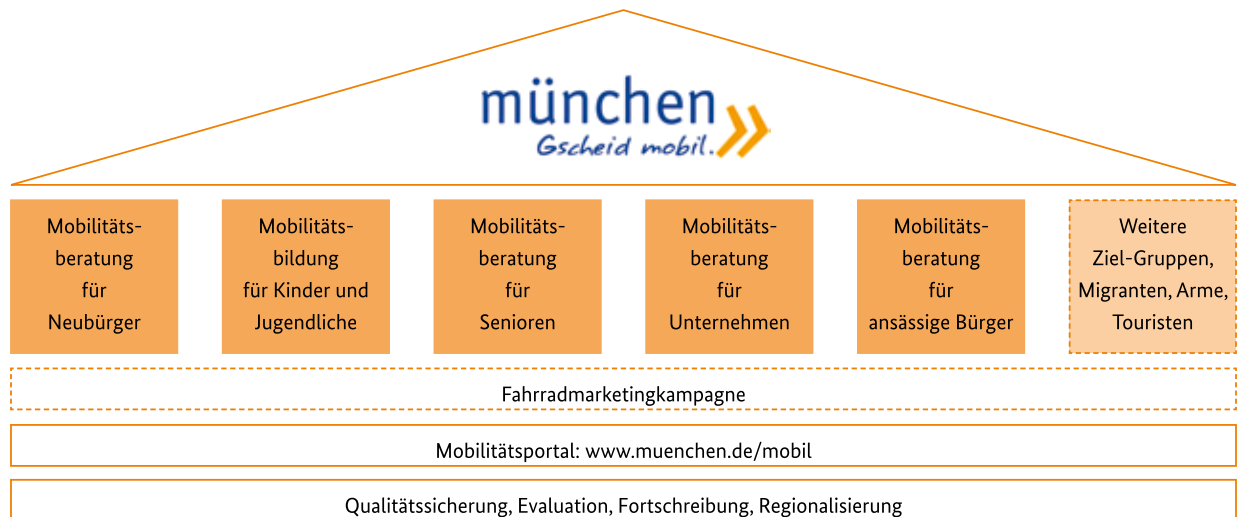 münchen
Gscheid mobil.
Mobilitäts-
beratung
für
Neubürger
Mobilitäts-
bildung
für Kinder und
Jugendliche
Mobilitäts-
beratung
für
Senioren
Mobilitäts-
beratung
für
Unternehmen
Mobilitäts-
beratung
für
ansässige Bürger
Weitere
Ziel-Gruppen,
Migranten, Arme,
Touristen
Fahrradmarketingkampagne
Mobilitätsportal: www.muenchen.de/mobil
Qualitätssicherung, Evaluation, Fortschreibung, Regionalisierung